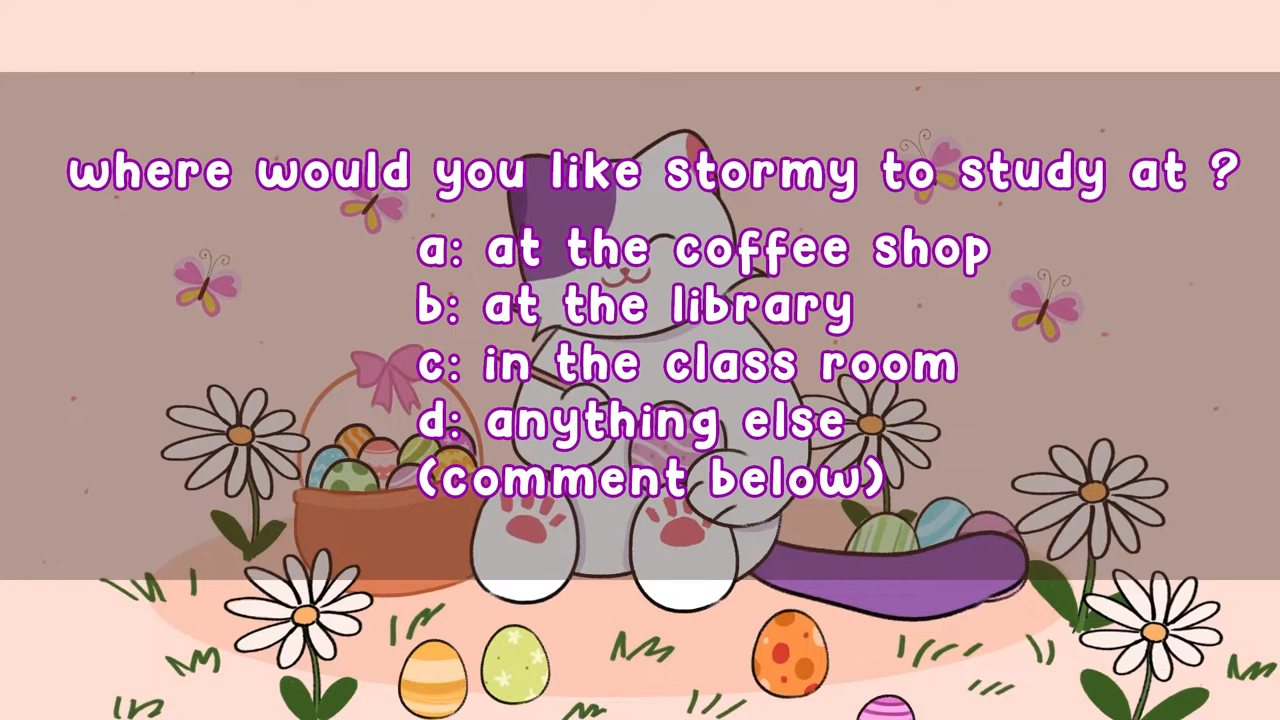 where would you like stormy to study at ?
a: at the coffee shop
b: at the library
c: in the class room
d: anything else
(comment below)